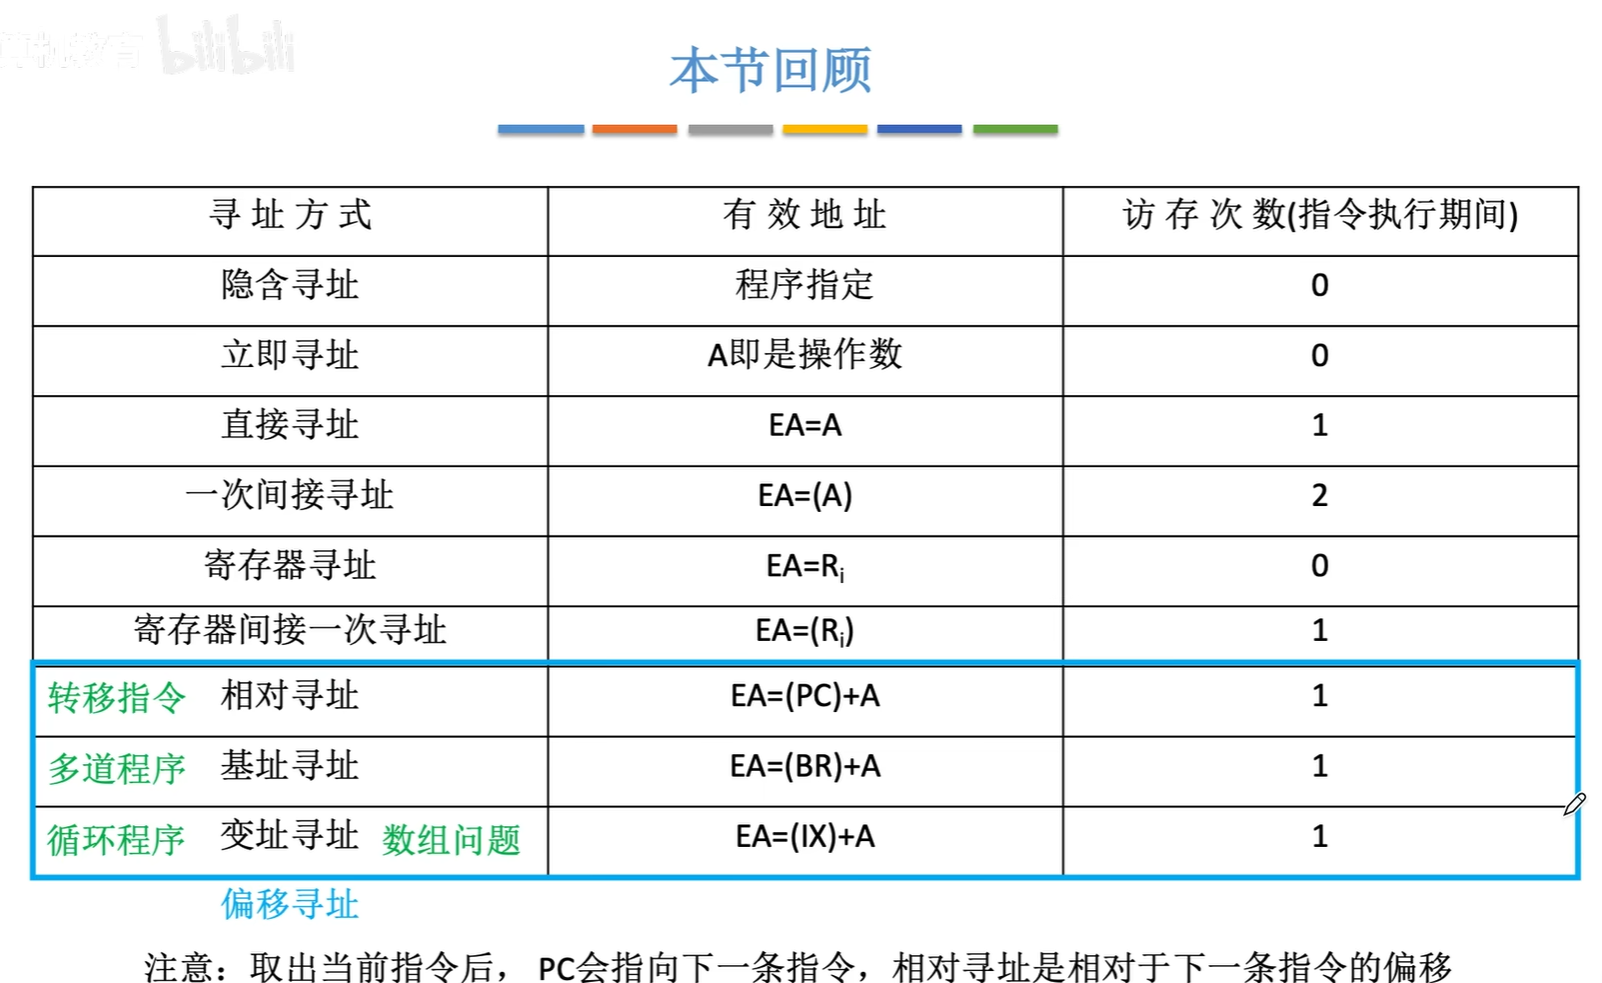 bilibili
本节回顾
寻址方式 有效地址 访存次数(指令执行期间)
隐含寻址 程序指定 0
立即寻址 A即是操作数 0
直接寻址 EA=A 1
一次间接寻址 EA=(A) 2
寄存器寻址 EA=Rᵢ 0
寄存器间接一次寻址 EA=(Rᵢ) 1
转移指令 相对寻址 EA=(PC)+A 1
多道程序 基址寻址 EA=(BR)+A 1
循环程序 变址寻址 数组问题 EA=(IX)+A 1
偏移寻址
注意：取出当前指令后， PC会指向下一条指令，相对寻址是相对于下一条指令的偏移